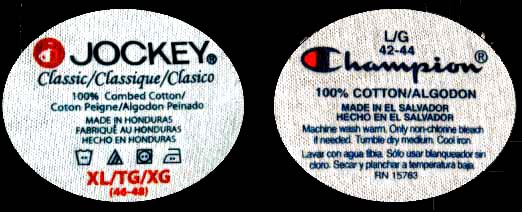 JOCKEY®
Classic/Classique/Clasico
100% Combed Cotton/
Coton Peigne/Algodon Peinado
MADE IN HONDURAS
FABRIQUÉ AU HONDURAS
HECHO EN HONDURAS
XL/TG/XG
(46-48)
L/G
42-44
Champion®
100% COTTON/ALGODON
MADE IN EL SALVADOR
HECHO EN EL SALVADOR
Machine wash warm. Only non-chlorine bleach
if needed. Tumble dry medium. Cool iron.
Lavar con agua tibia. Sólo usar blanqueador sin
cloro. Secar y planchar a temperatura baja.
RN 15763